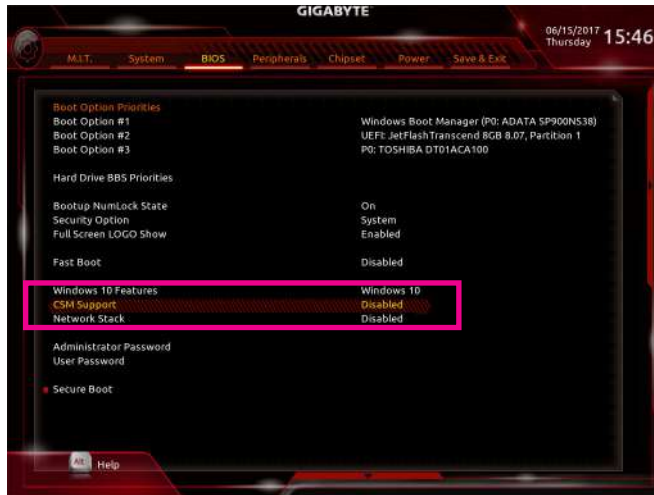 GIGABYTE
06/15/2017
Thursday 15:46
M.I.T. System BIOS Peripherals Chipset Power Save & Exit
Boot Option Priorities
Boot Option #1 Windows Boot Manager (P0: ADATA SP900NS38)
Boot Option #2 UEFI: JetFlashTranscend 8GB 8.07, Partition 1
Boot Option #3 P0: TOSHIBA DT01ACA100
Hard Drive BBS Priorities
Bootup NumLock State On
Security Option System
Full Screen LOGO Show Enabled
Fast Boot Disabled
Windows 10 Features Windows 10
CSM Support Disabled
Network Stack Disabled
Administrator Password
User Password
Secure Boot
Alt Help